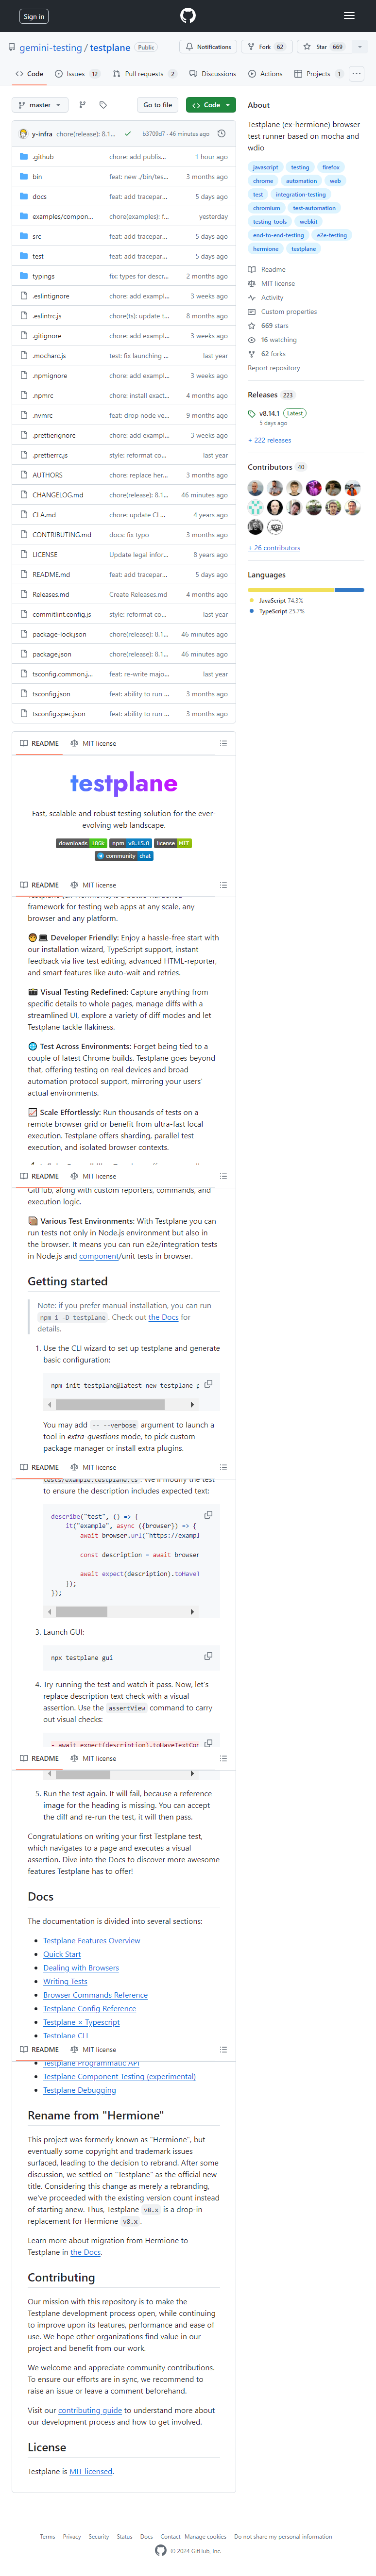 Sign in
gemini-testing / testplane Public
Notifications
Fork 62
Star 669
Code
Issues 12
Pull requests 2
Discussions
Actions
Projects 1
master
Go to file
Code
y-infra chore(release): 8.1… b3709d7 · 46 minutes ago
.github chore: add publis… 1 hour ago
bin feat: new ./bin/tes… 3 months ago
docs feat: add tracepar… 5 days ago
examples/compon… chore(examples): f… yesterday
src feat: add tracepar… 5 days ago
test feat: add tracepar… 5 days ago
typings fix: types for descr… 2 months ago
.eslintignore chore: add exampl… 3 weeks ago
.eslintrc.js chore(ts): update t… 8 months ago
.gitignore chore: add exampl… 3 weeks ago
.mocharc.js test: fix launching … last year
.npmignore chore: add exampl… 3 weeks ago
.npmrc chore: install exact… 4 months ago
.nvmrc feat: drop node ve… 9 months ago
.prettierignore chore: add exampl… 3 weeks ago
.prettierrc.js style: reformat co… last year
AUTHORS chore: replace her… 3 months ago
CHANGELOG.md chore(release): 8.1… 46 minutes ago
CLA.md chore: update CL… 4 years ago
CONTRIBUTING.md docs: fix typo 3 months ago
LICENSE Update legal infor… 8 years ago
README.md feat: add tracepar… 5 days ago
Releases.md Create Releases.md 4 months ago
commitlint.config.js style: reformat co… last year
package-lock.json chore(release): 8.1… 46 minutes ago
package.json chore(release): 8.1… 46 minutes ago
tsconfig.common.j… feat: re-write majo… last year
tsconfig.json feat: ability to run … 3 months ago
tsconfig.spec.json feat: ability to run … 3 months ago
About
Testplane (ex-hermione) browser
test runner based on mocha and
wdio
javascript testing firefox
chrome automation web
test integration-testing
chromium test-automation
testing-tools webkit
end-to-end-testing e2e-testing
hermione testplane
Readme
MIT license
Activity
Custom properties
669 stars
16 watching
62 forks
Report repository
Releases 223
v8.14.1 Latest
5 days ago
+ 222 releases
Contributors 40
+ 26 contributors
Languages
JavaScript 74.3%
TypeScript 25.7%
README MIT license
testplane
Fast, scalable and robust testing solution for the ever-
evolving web landscape.
downloads 186k npm v8.15.0 license MIT
community chat
README MIT license
framework for testing web apps at any scale, any
browser and any platform.
Developer Friendly: Enjoy a hassle-free start with
our installation wizard, TypeScript support, instant
feedback via live test editing, advanced HTML-reporter,
and smart features like auto-wait and retries.
Visual Testing Redefined: Capture anything from
specific details to whole pages, manage diffs with a
streamlined UI, explore a variety of diff modes and let
Testplane tackle flakiness.
Test Across Environments: Forget being tied to a
couple of latest Chrome builds. Testplane goes beyond
that, offering testing on real devices and broad
automation protocol support, mirroring your users'
actual environments.
Scale Effortlessly: Run thousands of tests on a
remote browser grid or benefit from ultra-fast local
execution. Testplane offers sharding, parallel test
execution, and isolated browser contexts.
README MIT license
GitHub, along with custom reporters, commands, and
execution logic.
Various Test Environments: With Testplane you can
run tests not only in Node.js environment but also in
the browser. It means you can run e2e/integration tests
in Node.js and component/unit tests in browser.
Getting started
Note: if you prefer manual installation, you can run
npm i -D testplane. Check out the Docs for
details.
1. Use the CLI wizard to set up testplane and generate
basic configuration:
npm init testplane@latest new-testplane-p
You may add -- --verbose argument to launch a
tool in extra-questions mode, to pick custom
package manager or install extra plugins.
README MIT license
tests/example.testplane.ts . We'll modify the test
to ensure the description includes expected text:
describe("test", () => {
it("example", async ({browser}) => {
await browser.url("https://exampl
const description = await browser
await expect(description).toHaveT
});
});
3. Launch GUI:
npx testplane gui
4. Try running the test and watch it pass. Now, let's
replace description text check with a visual
assertion. Use the assertView command to carry
out visual checks:
- await expect(description).toHaveTextCon
README MIT license
5. Run the test again. It will fail, because a reference
image for the heading is missing. You can accept
the diff and re-run the test, it will then pass.
Congratulations on writing your first Testplane test,
which navigates to a page and executes a visual
assertion. Dive into the Docs to discover more awesome
features Testplane has to offer!
Docs
The documentation is divided into several sections:
Testplane Features Overview
Quick Start
Dealing with Browsers
Writing Tests
Browser Commands Reference
Testplane Config Reference
Testplane × Typescript
Testplane CLI
README MIT license
Testplane Programmatic API
Testplane Component Testing (experimental)
Testplane Debugging
Rename from "Hermione"
This project was formerly known as "Hermione", but
eventually some copyright and trademark issues
surfaced, leading to the decision to rebrand. After some
discussion, we settled on "Testplane" as the official new
title. Considering this change as merely a rebranding,
we've proceeded with the existing version count instead
of starting anew. Thus, Testplane v8.x is a drop-in
replacement for Hermione v8.x.
Learn more about migration from Hermione to
Testplane in the Docs.
Contributing
Our mission with this repository is to make the
Testplane development process open, while continuing
to improve upon its features, performance and ease of
use. We help other organizations find value in our
project and benefit from our work.
We welcome and appreciate community contributions.
To ensure our efforts are in sync, we recommend to
raise an issue or leave a comment beforehand.
Visit our contributing guide to understand more about
our development process and how to get involved.
License
Testplane is MIT licensed.
Terms Privacy Security Status Docs Contact Manage cookies Do not share my personal information
© 2024 GitHub, Inc.